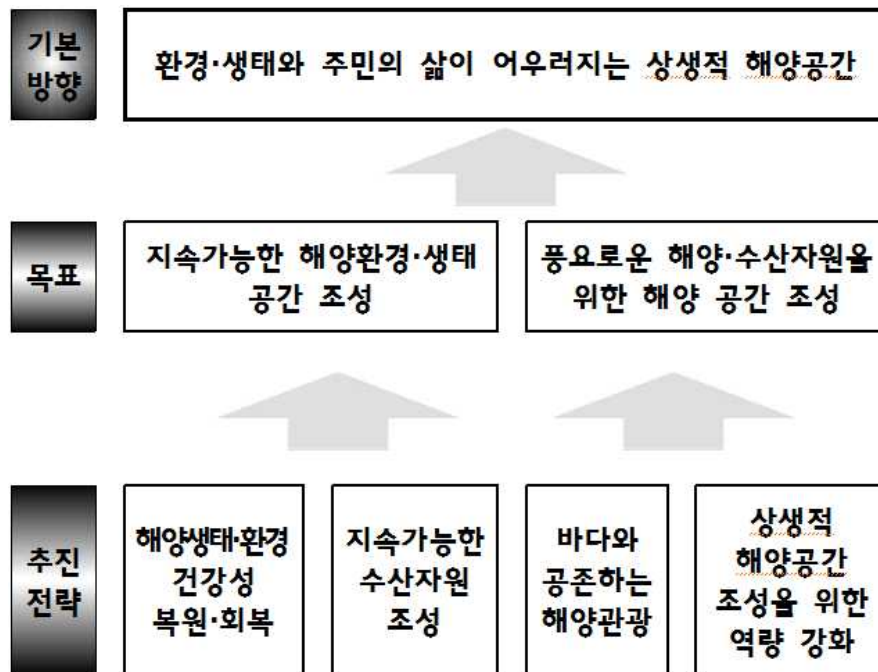 기본
방향
환경·생태와 주민의 삶이 어우러지는 상생적 해양공간
목표
지속가능한 해양환경·생태
공간 조성
풍요로운 해양·수산자원을
위한 해양 공간 조성
추진
전략
해양생태·환경
건강성
복원·회복
지속가능한
수산자원
조성
바다와
공존하는
해양관광
상생적
해양공간
조성을 위한
역량 강화